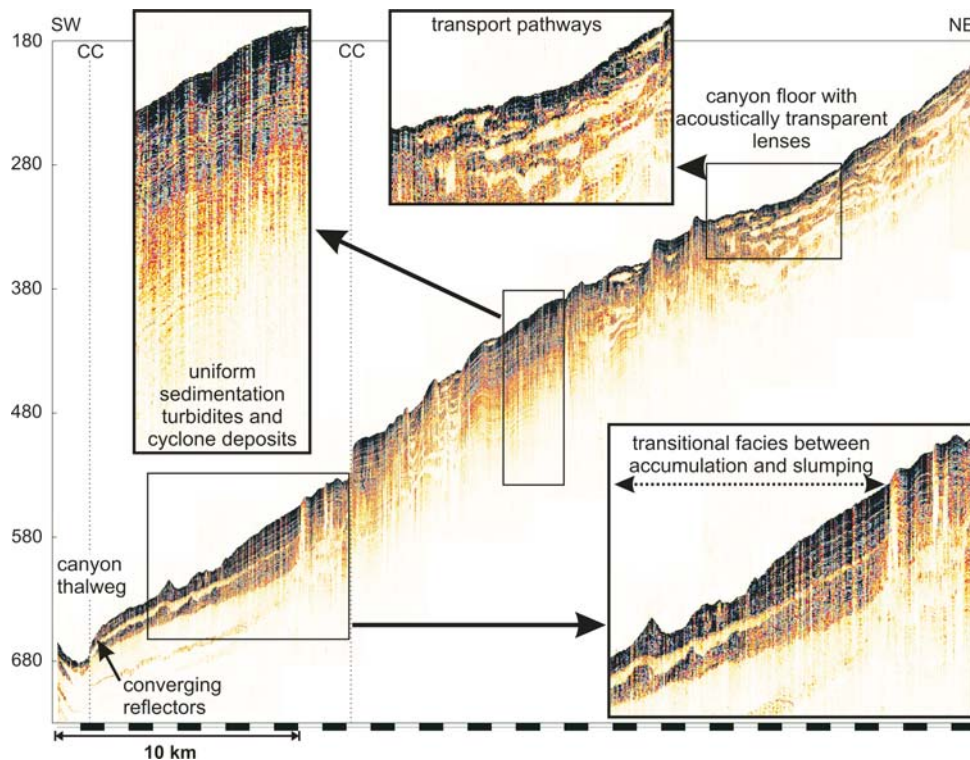 SW
NE
CC
CC
180
280
380
480
580
680
transport pathways
canyon floor with
acoustically transparent
lenses
uniform
sedimentation
turbidites and
cyclone deposits
transitional facies between
accumulation and slumping
canyon
thalweg
converging
reflectors
10 km